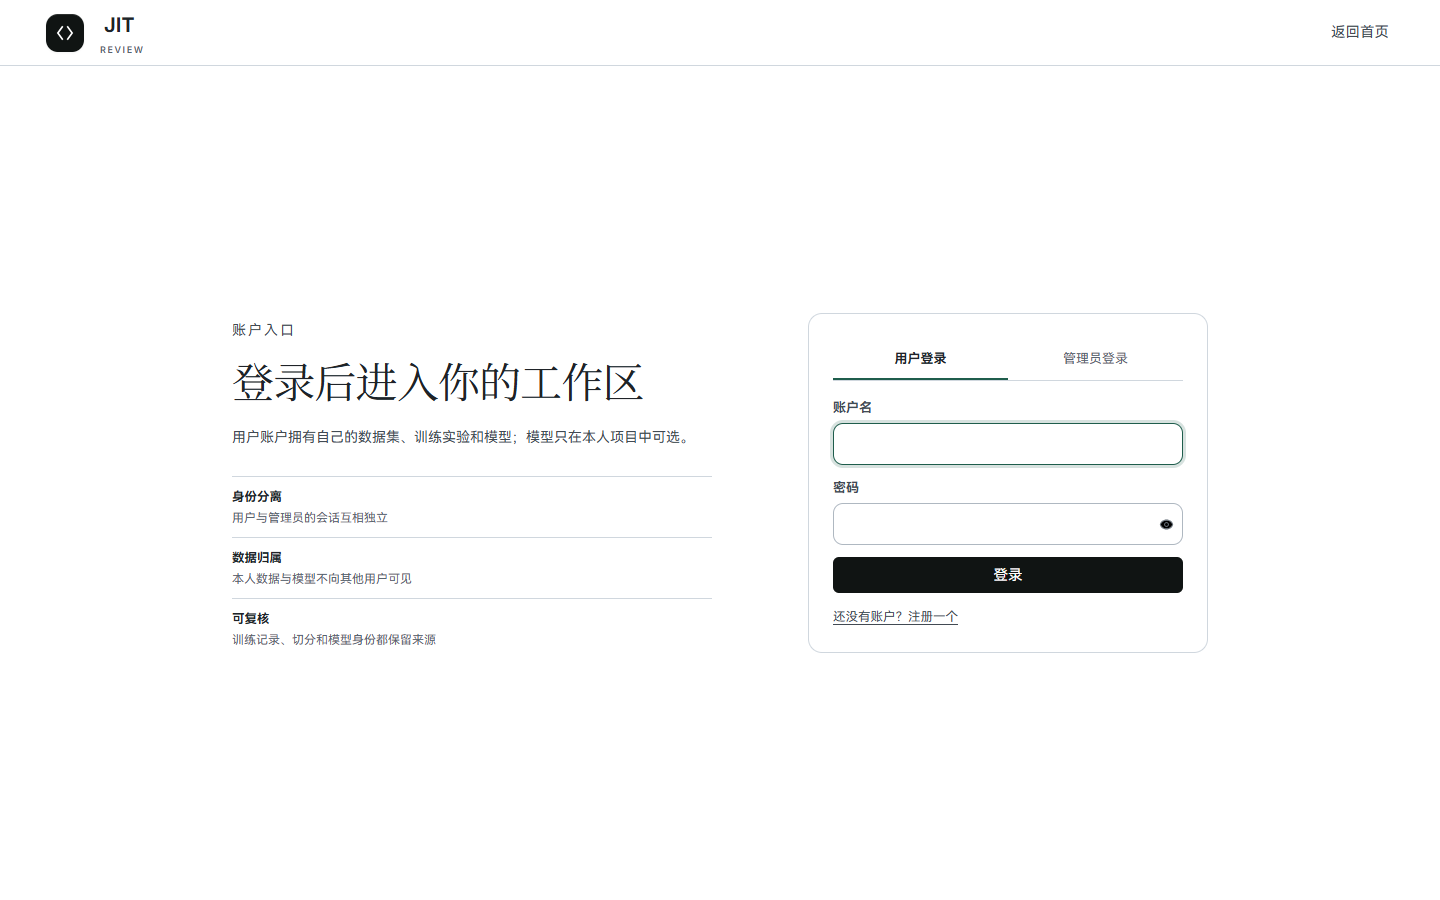 JIT
REVIEW
返回首页
账户入口
登录后进入你的工作区
用户账户拥有自己的数据集、训练实验和模型；模型只在本人项目中可选。
身份分离
用户与管理员的会话互相独立
数据归属
本人数据与模型不向其他用户可见
可复核
训练记录、切分和模型身份都保留来源
用户登录
管理员登录
账户名
密码
登录
还没有账户？注册一个